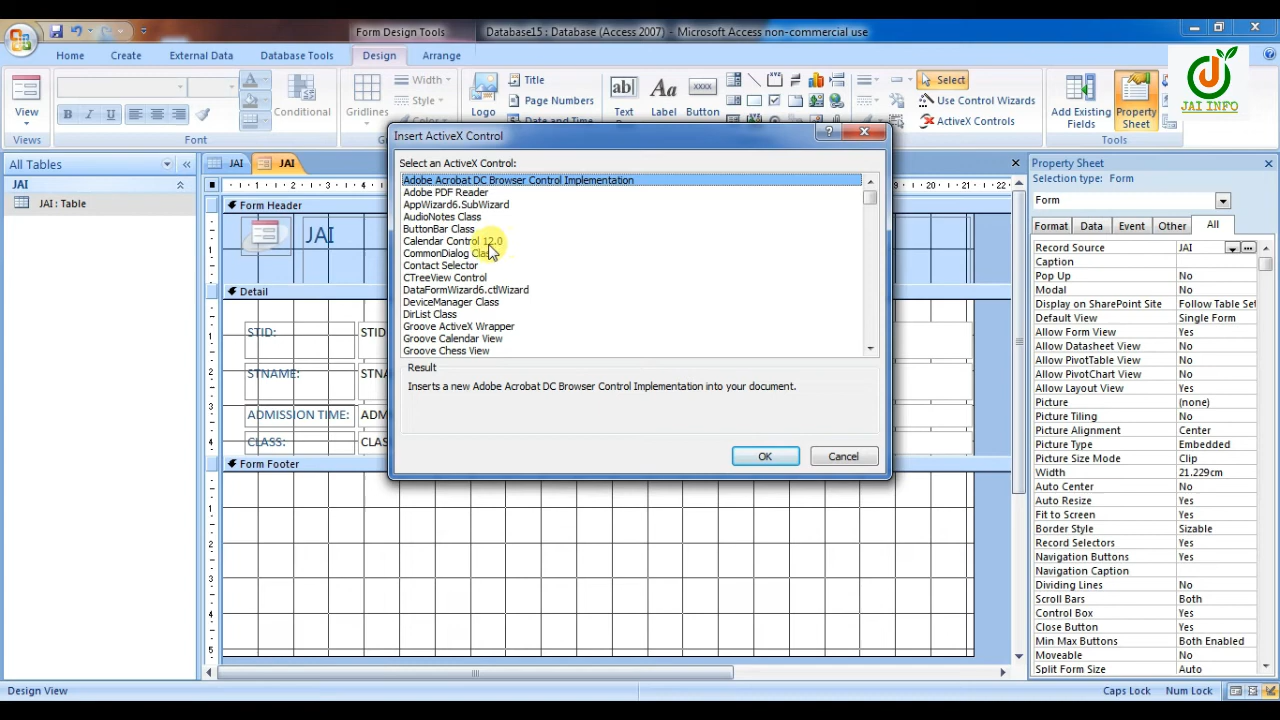 Form Design Tools
Database15 : Database (Access 2007) - Microsoft Access non-commercial use
Home
Create
External Data
Database Tools
Design
Arrange
View
Views
B I U
Font
Conditional
Gridlines
Width
Style
Logo
Title
Page Numbers
Date and Time
ab|
Text
Aa
Label
xxxx
Button
Select
Use Control Wizards
ActiveX Controls
Add Existing
Fields
Property
Sheet
Tools
JAI INFO
All Tables
JAI
JAI : Table
JAI
JAI
Form Header
JAI
Detail
STID:
STID
STNAME:
STNA
ADMISSION TIME:
ADM
CLASS:
CLAS
Form Footer
Insert ActiveX Control
Select an ActiveX Control:
Adobe Acrobat DC Browser Control Implementation
Adobe PDF Reader
AppWizard6.SubWizard
AudioNotes Class
ButtonBar Class
Calendar Control 12.0
CommonDialog Class
Contact Selector
CTreeView Control
DataFormWizard6.ctlWizard
DeviceManager Class
DirList Class
Groove ActiveX Wrapper
Groove Calendar View
Groove Chess View
Result
Inserts a new Adobe Acrobat DC Browser Control Implementation into your document.
OK
Cancel
Property Sheet
Selection type: Form
Form
Format
Data
Event
Other
All
Record Source JAI
Caption
Pop Up No
Modal No
Display on SharePoint Site Follow Table Set
Default View Single Form
Allow Form View Yes
Allow Datasheet View No
Allow PivotTable View No
Allow PivotChart View No
Allow Layout View Yes
Picture (none)
Picture Tiling No
Picture Alignment Center
Picture Type Embedded
Picture Size Mode Clip
Width 21.229cm
Auto Center No
Auto Resize Yes
Fit to Screen Yes
Border Style Sizable
Record Selectors Yes
Navigation Buttons Yes
Navigation Caption
Dividing Lines No
Scroll Bars Both
Control Box Yes
Close Button Yes
Min Max Buttons Both Enabled
Moveable No
Split Form Size Auto
Design View
Caps Lock
Num Lock